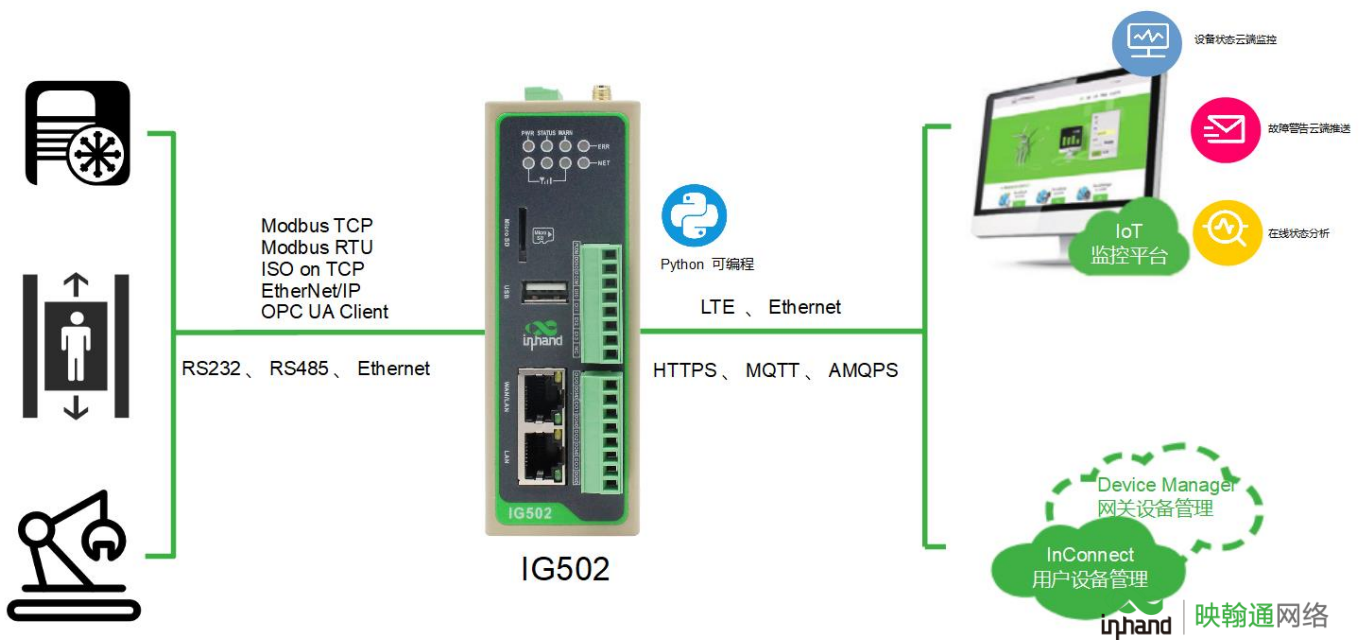 设备状态云端监控
故障警告云端推送
在线状态分析
IoT
监控平台
Modbus TCP
Modbus RTU
ISO on TCP
EtherNet/IP
OPC UA Client
RS232 、 RS485 、 Ethernet
PWR STATUS WARN
ERR
NET
Micro SD
Micro
SD
USB
inhand
WAN/LAN
LAN
IG502
IG502
Python 可编程
LTE 、 Ethernet
HTTPS 、 MQTT 、 AMQPS
Device Manager
网关设备管理
InConnect
用户设备管理
inhand 映翰通网络